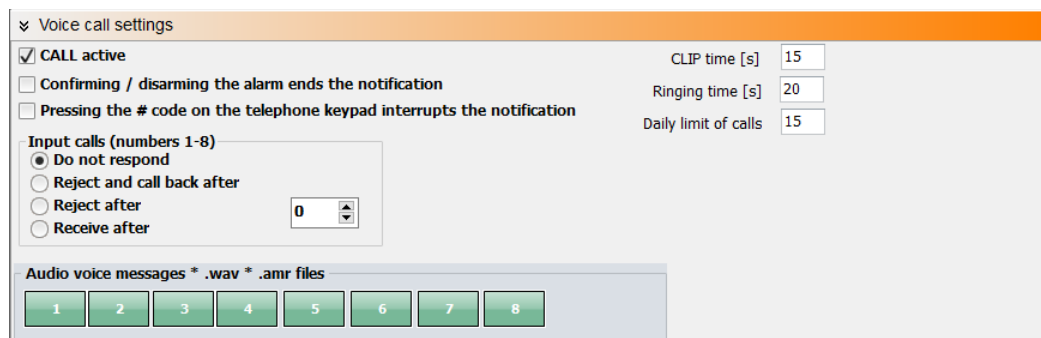 Voice call settings
CALL active
CLIP time [s] 15
Confirming / disarming the alarm ends the notification
Ringing time [s] 20
Pressing the # code on the telephone keypad interrupts the notification
Daily limit of calls 15
Input calls (numbers 1-8)
Do not respond
Reject and call back after
Reject after
0
Receive after
Audio voice messages * .wav * .amr files
1 2 3 4 5 6 7 8